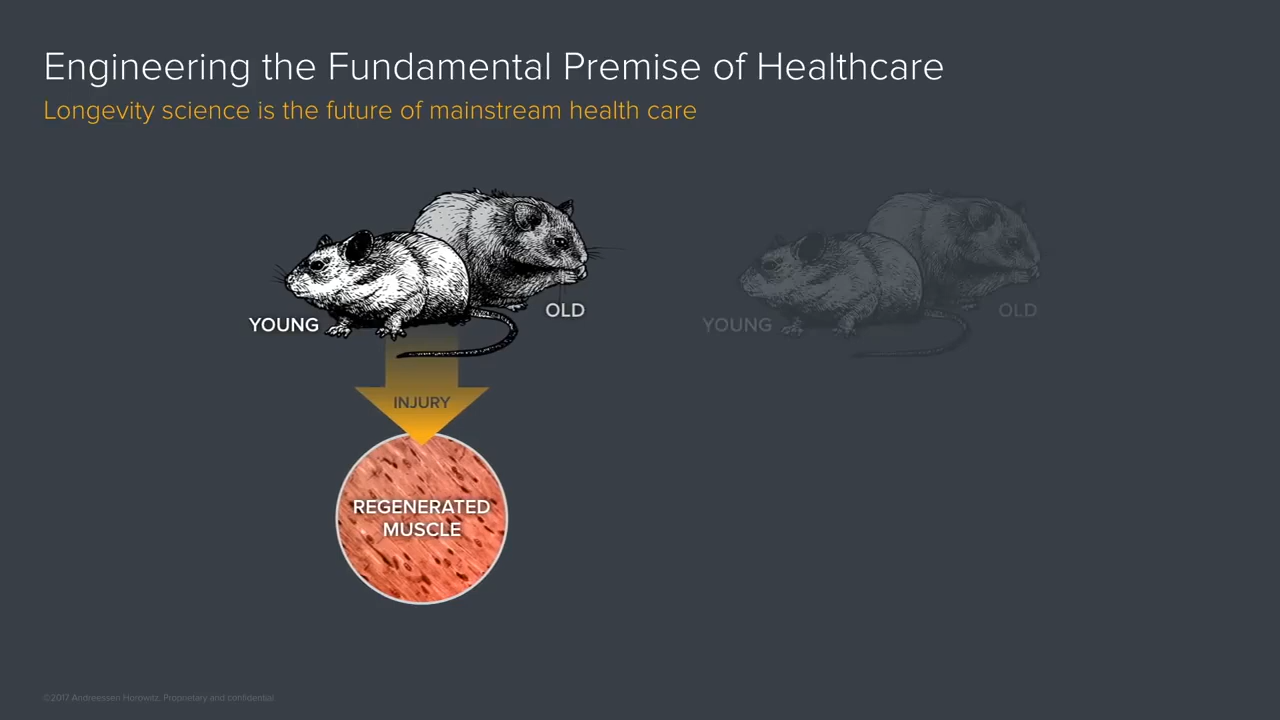 Engineering the Fundamental Premise of Healthcare
Longevity science is the future of mainstream health care
YOUNG
OLD
INJURY
REGENERATED
MUSCLE
YOUNG
OLD
©2017 Andreessen Horowitz. Proprietary and confidential